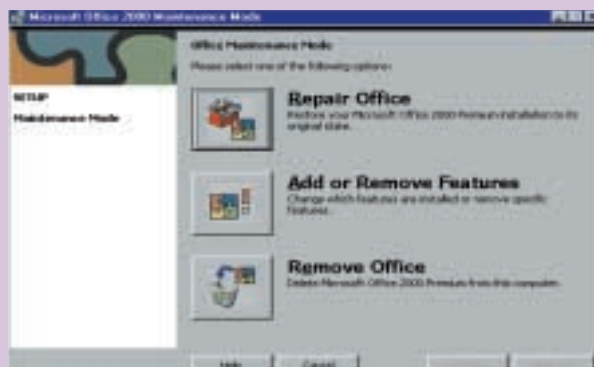 Microsoft Office 2000 Maintenance Mode
Office Maintenance Mode
Please select one of the following options:
SETUP
Maintenance Mode
Repair Office
Restore your Microsoft Office 2000 Premium installation to its
original state.
Add or Remove Features
Change which features are installed or remove specific
features.
Remove Office
Delete Microsoft Office 2000 Premium from this computer.
Help
Cancel